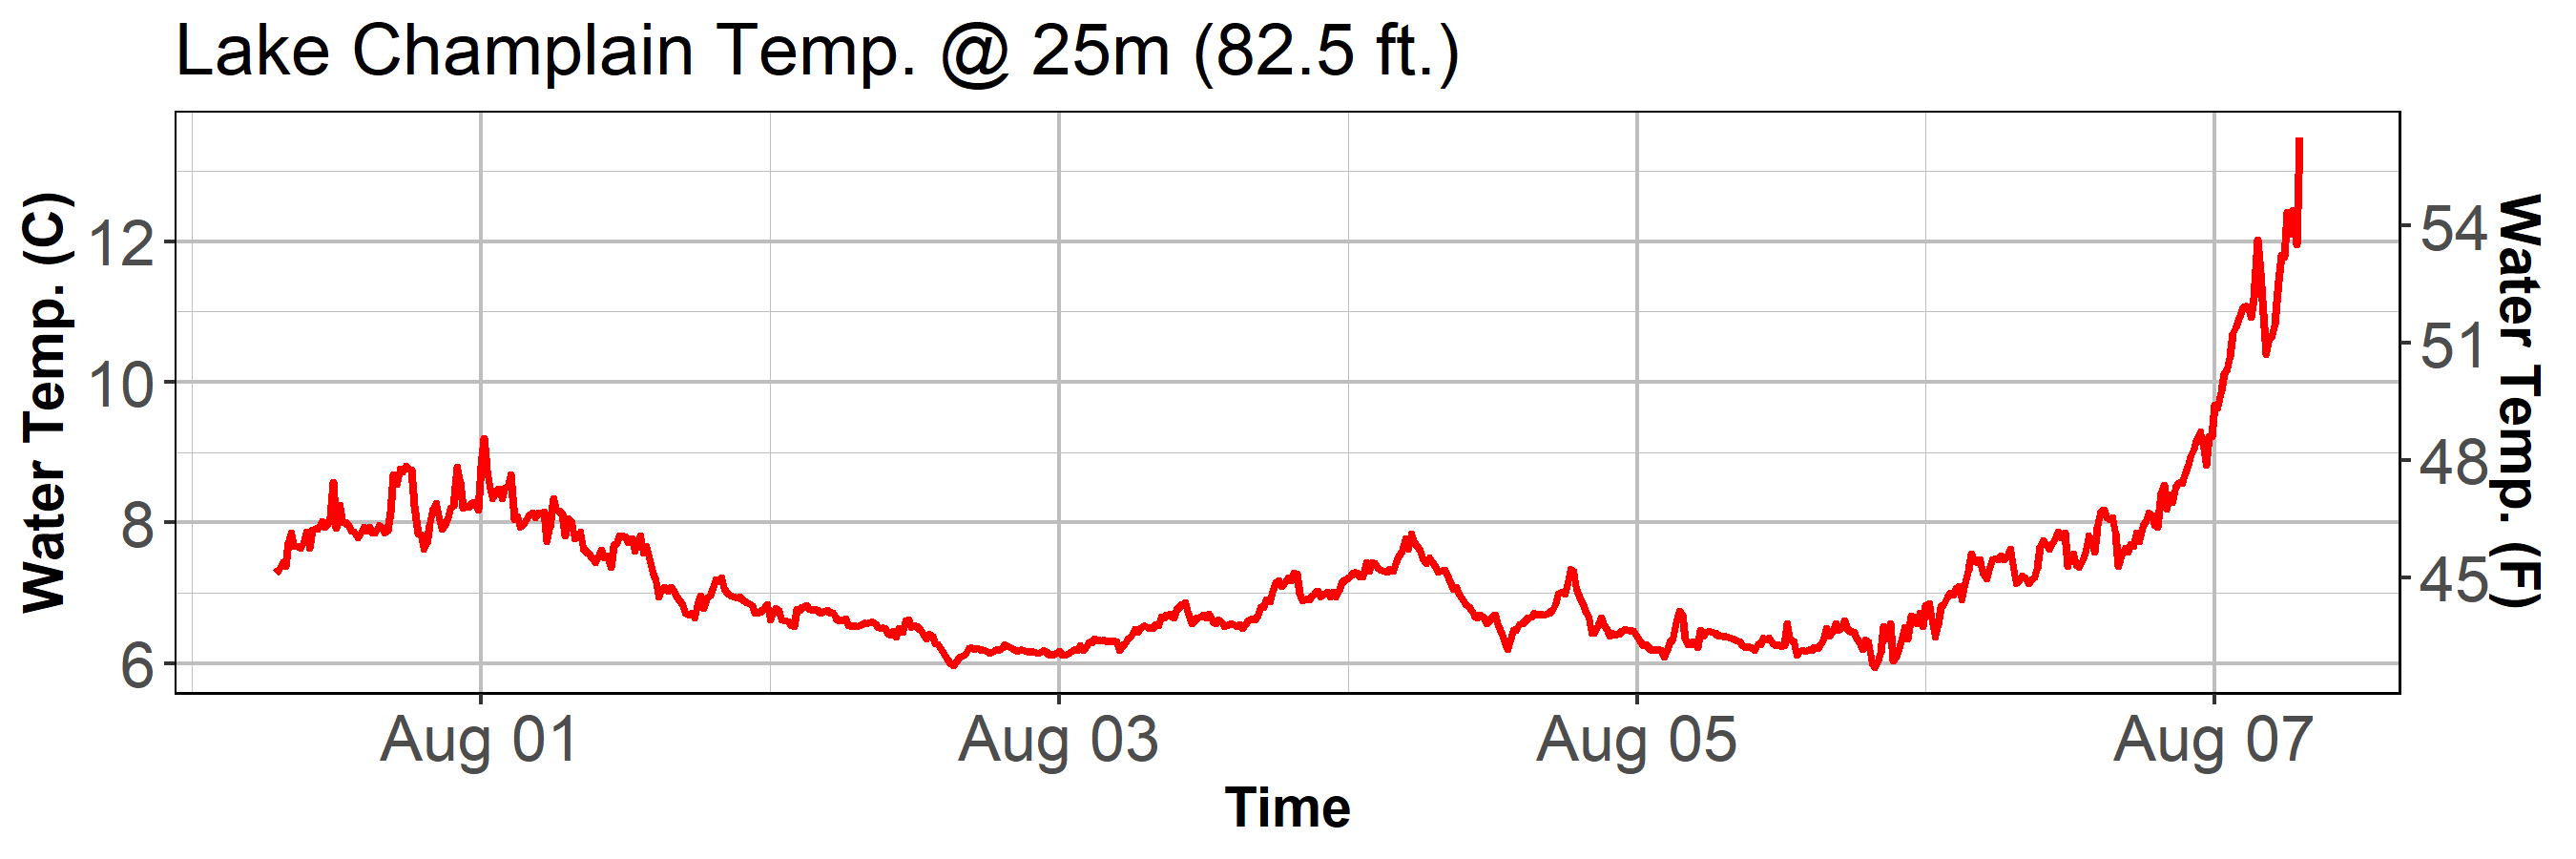 Lake Champlain Temp. @ 25m (82.5 ft.)
Water Temp. (C)
12
10
8
6
54
51
48
45
Water Temp. (F)
Aug 01
Aug 03
Aug 05
Aug 07
Time